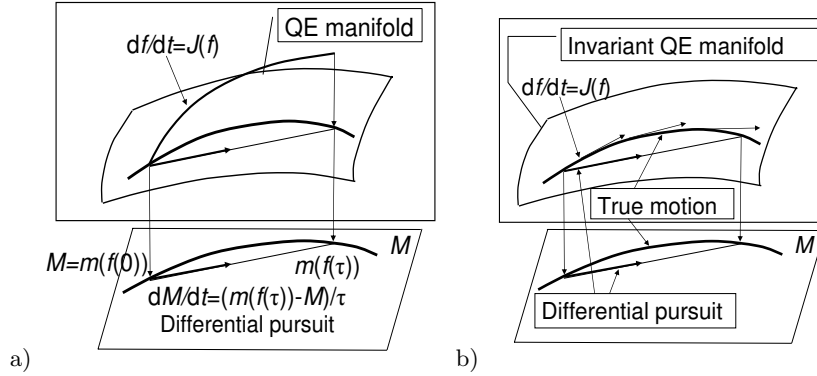 QE manifold
df/dt=J(f)
M
M=m(f(0))
m(f(τ))
dM/dt=(m(f(τ))-M)/τ
Differential pursuit
a)
Invariant QE manifold
df/dt=J(f)
True motion
M
Differential pursuit
b)